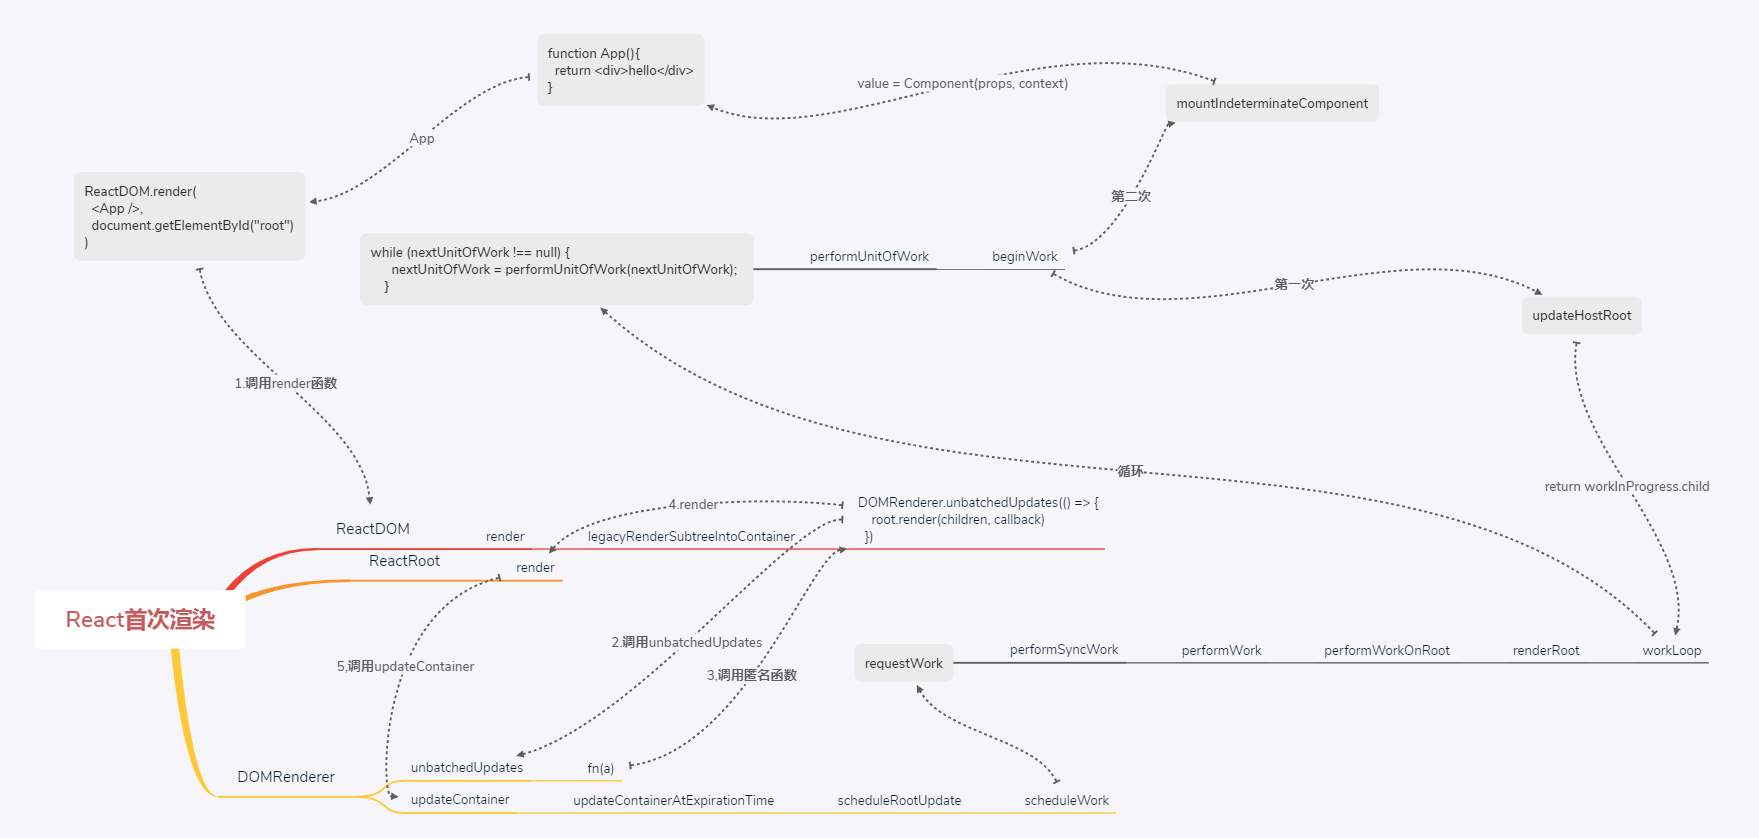 function App(){
return <div>hello</div>
}
value = Component(props, context)
mountIndeterminateComponent
App
ReactDOM.render(
<App />,
document.getElementById("root")
)
第二次
while (nextUnitOfWork !== null) {
nextUnitOfWork = performUnitOfWork(nextUnitOfWork);
}
performUnitOfWork
beginWork
第一次
updateHostRoot
1.调用render函数
循环
return workInProgress.child
ReactDOM
render
legacyRenderSubtreeIntoContainer
4.render
DOMRenderer.unbatchedUpdates(() => {
root.render(children, callback)
})
ReactRoot
render
React首次渲染
2.调用unbatchedUpdates
5,调用updateContainer
3,调用匿名函数
requestWork
performSyncWork
performWork
performWorkOnRoot
renderRoot
workLoop
DOMRenderer
unbatchedUpdates
fn(a)
updateContainer
updateContainerAtExpirationTime
scheduleRootUpdate
scheduleWork